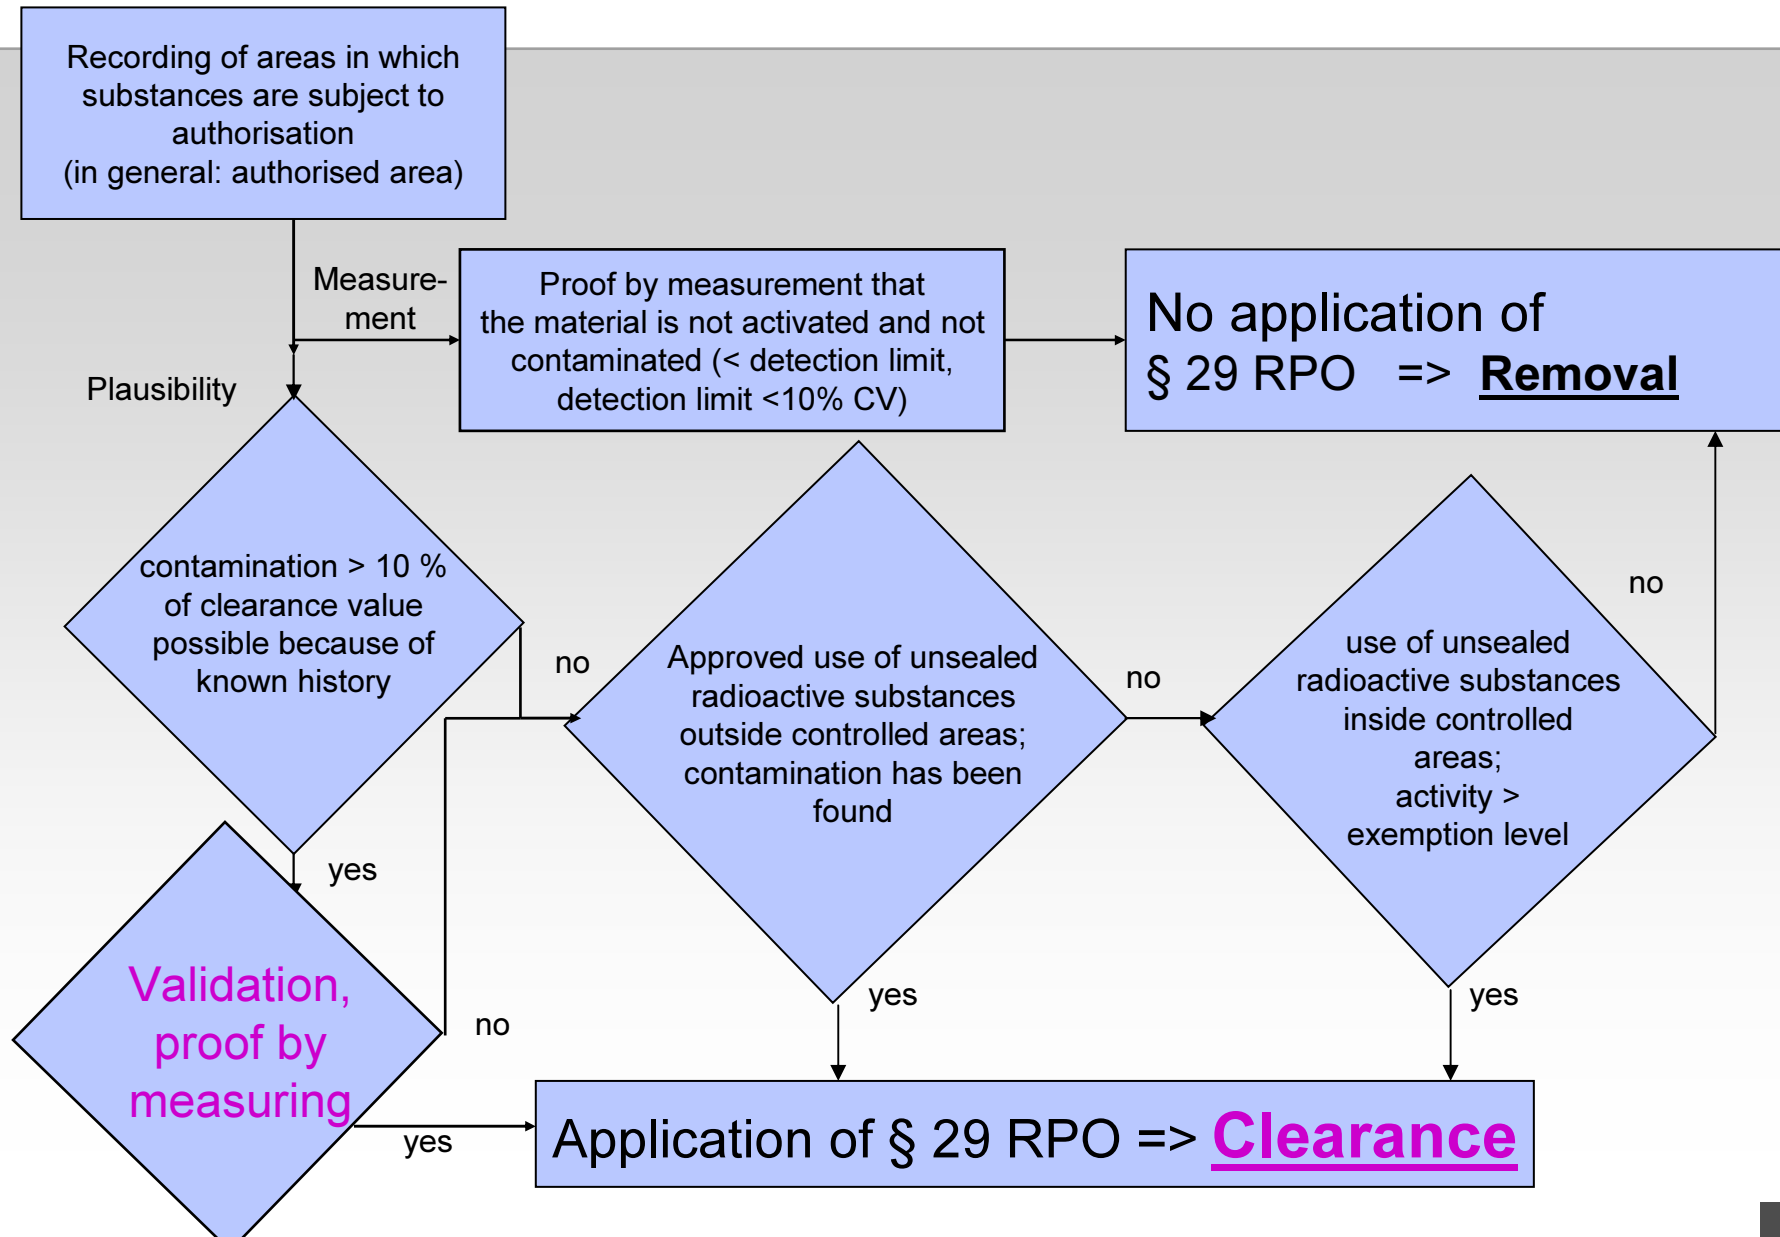 Recording of areas in which
substances are subject to
authorisation
(in general: authorised area)
Measure-
ment
Proof by measurement that
the material is not activated and not
contaminated (< detection limit,
detection limit <10% CV)
No application of
§ 29 RPO => Removal
Plausibility
contamination > 10 %
of clearance value
possible because of
known history
no
Approved use of unsealed
radioactive substances
outside controlled areas;
contamination has been
found
no
use of unsealed
radioactive substances
inside controlled
areas;
activity >
exemption level
no
yes
Validation,
proof by
measuring
no
yes
yes
yes
Application of § 29 RPO => Clearance